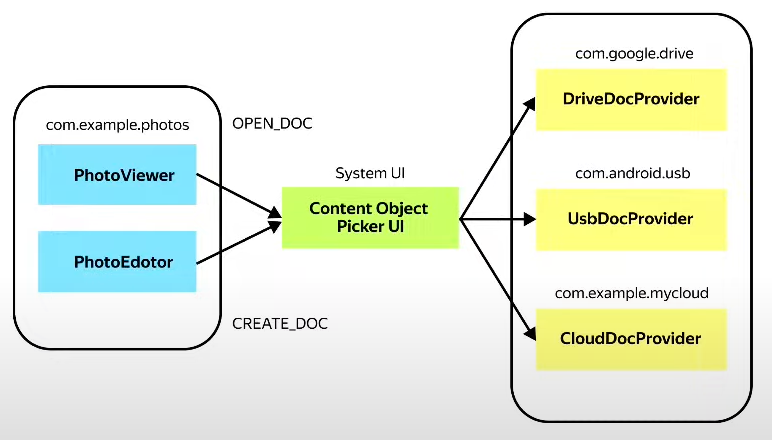 com.example.photos
PhotoViewer
PhotoEdotor
OPEN_DOC
CREATE_DOC
System UI
Content Object
Picker UI
com.google.drive
DriveDocProvider
com.android.usb
UsbDocProvider
com.example.mycloud
CloudDocProvider